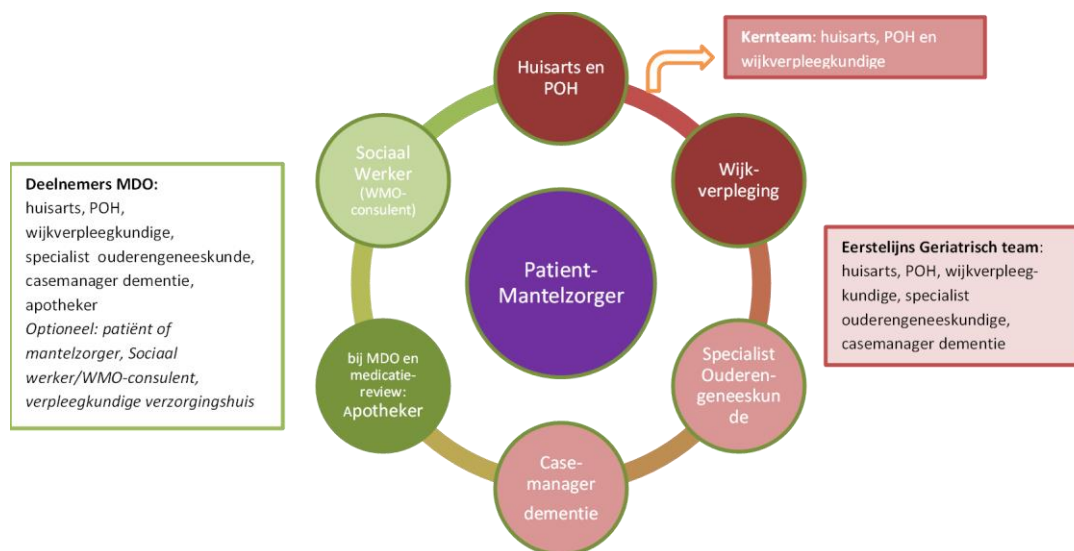 Huisarts en
POH
Kernteam: huisarts, POH en
wijkverpleegkundige
Sociaal
Werker
(WMO-
consulent)
Wijk-
verpleging
Deelnemers MDO:
huisarts, POH,
wijkverpleegkundige,
specialist ouderengeneeskunde,
casemanager dementie,
apotheker
Optioneel: patiënt of
mantelzorger, Sociaal
werker/WMO-consulent,
verpleegkundige verzorgingshuis
Patient-
Mantelzorger
Eerstelijns Geriatrisch team:
huisarts, POH, wijkverpleeg-
kundige, specialist
ouderengeneeskundige,
casemanager dementie
bij MDO en
medicatie-
review:
Apotheker
Specialist
Ouderen-
geneeskun
de
Case-
manager
dementie